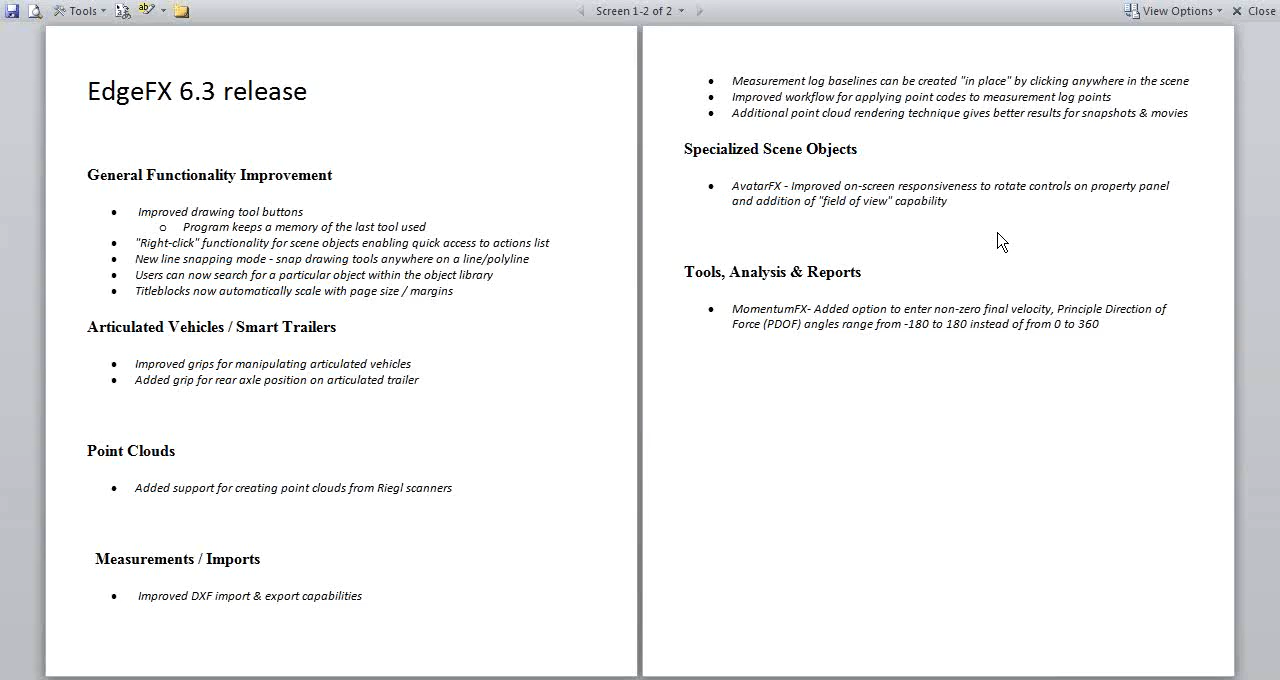 Tools
Screen 1-2 of 2
View Options
Close
EdgeFX 6.3 release
General Functionality Improvement
• Improved drawing tool buttons
o Program keeps a memory of the last tool used
• "Right-click" functionality for scene objects enabling quick access to actions list
• New line snapping mode - snap drawing tools anywhere on a line/polyline
• Users can now search for a particular object within the object library
• Titleblocks now automatically scale with page size / margins
Articulated Vehicles / Smart Trailers
• Improved grips for manipulating articulated vehicles
• Added grip for rear axle position on articulated trailer
Point Clouds
• Added support for creating point clouds from Riegl scanners
Measurements / Imports
• Improved DXF import & export capabilities
• Measurement log baselines can be created "in place" by clicking anywhere in the scene
• Improved workflow for applying point codes to measurement log points
• Additional point cloud rendering technique gives better results for snapshots & movies
Specialized Scene Objects
• AvatarFX - Improved on-screen responsiveness to rotate controls on property panel
and addition of "field of view" capability
Tools, Analysis & Reports
• MomentumFX- Added option to enter non-zero final velocity, Principle Direction of
Force (PDOF) angles range from -180 to 180 instead of from 0 to 360